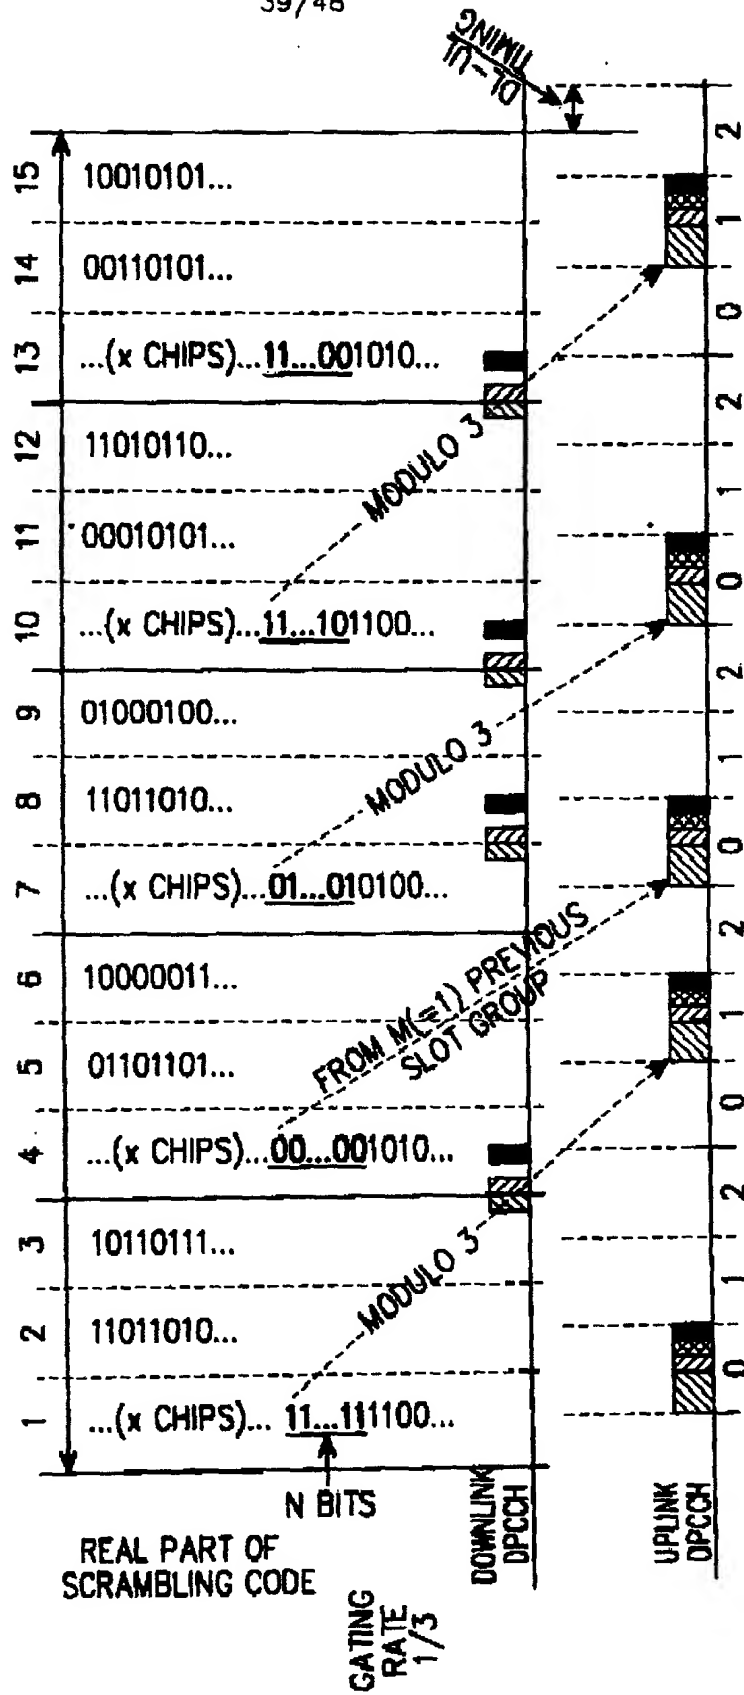 39/48
1 2 3 4 5 6 7 8 9 10 11 12 13 14 15
...(x CHIPS)... 11...111100...
11011010...
10110111...
...(x CHIPS)...00...001010...
01101101...
10000011...
...(x CHIPS)...01...010100...
11011010...
01000100...
...(x CHIPS)...11...101100...
00010101...
11010110...
...(x CHIPS)...11...001010...
00110101...
10010101...
N BITS
REAL PART OF
SCRAMBLING CODE
GATING
RATE
1/3
MODULO 3
FROM M(=1) PREVIOUS
SLOT GROUP
MODULO 3
MODULO 3
DL-UL
TIMING
DOWNLINK
DPCCH
UPLINK
DPCCH
0 1 2 0 1 2 0 1 2 0 1 2 0 1 2